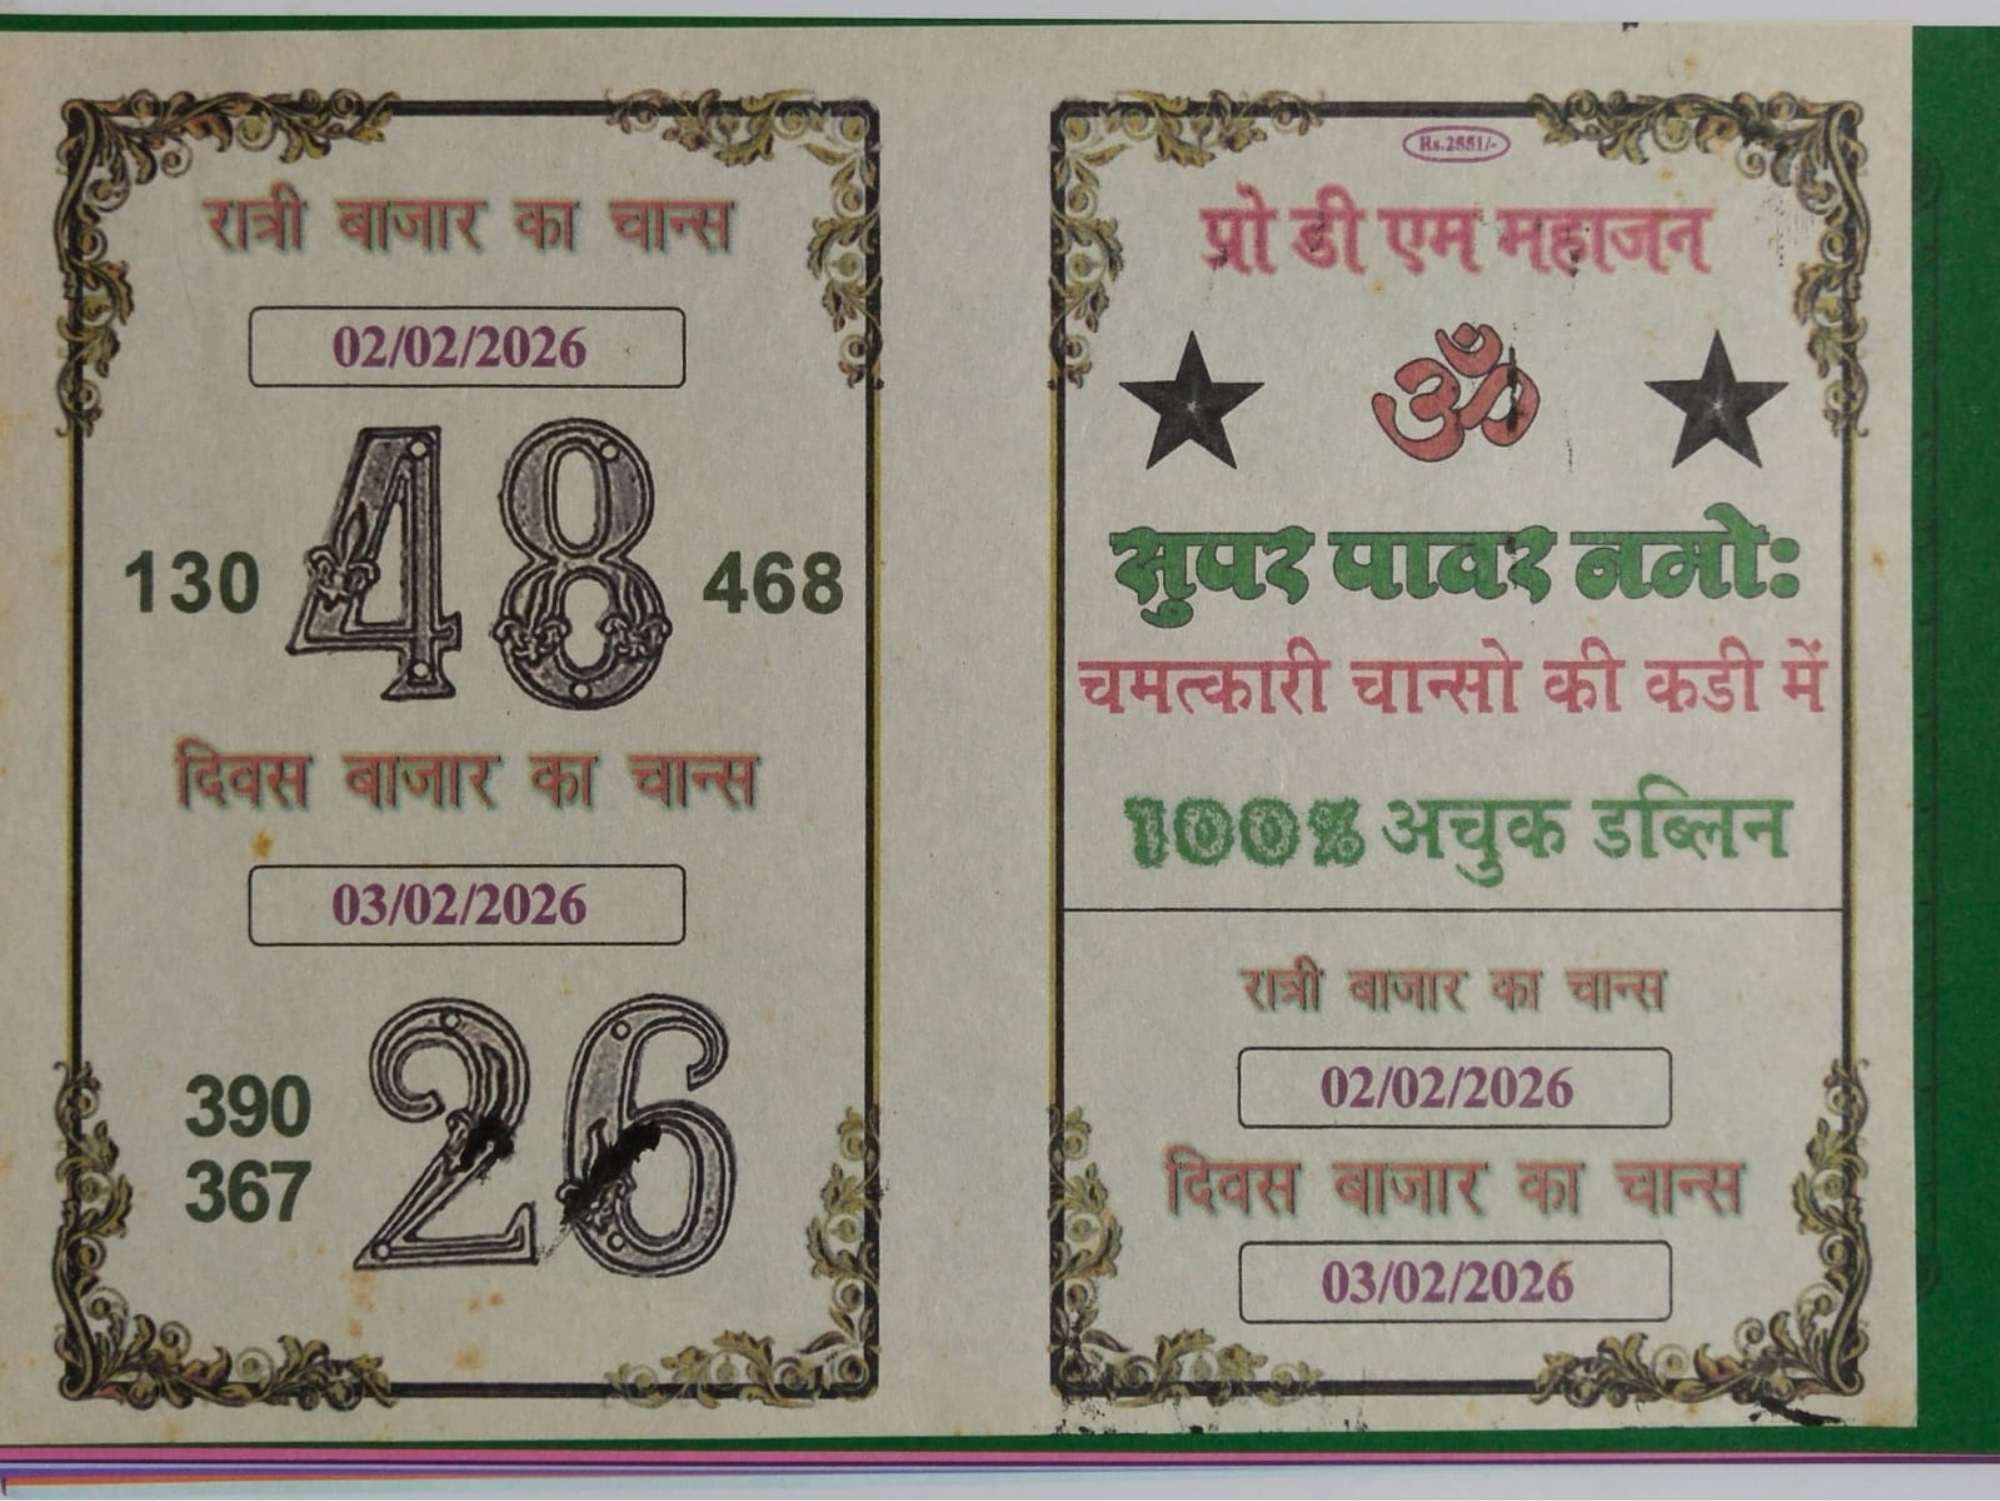 रात्री बाजार का चान्स
02/02/2026
130 48 468
दिवस बाजार का चान्स
03/02/2026
390
367
26
Rs.2551/-
प्रो डी एम महाजन
ॐ
सुपर पावर नमो:
चमत्कारी चान्सो की कडी में
100% अचुक डब्लिन
रात्री बाजार का चान्स
02/02/2026
दिवस बाजार का चान्स
03/02/2026